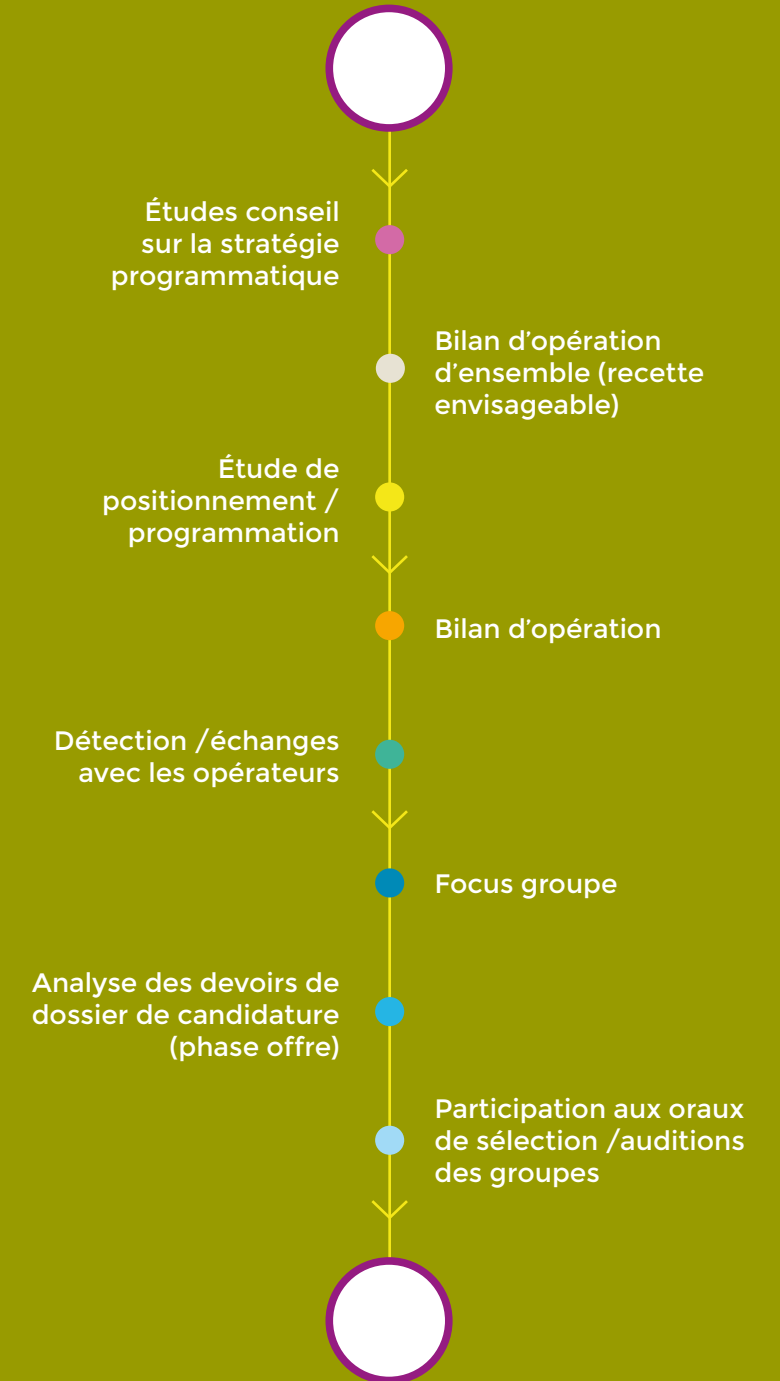 Études conseil
sur la stratégie
programmatique
Bilan d’opération
d’ensemble (recette
envisageable)
Étude de
positionnement /
programmation
Bilan d’opération
Détection /échanges
avec les opérateurs
Focus groupe
Analyse des devoirs de
dossier de candidature
(phase offre)
Participation aux oraux
de sélection /auditions
des groupes